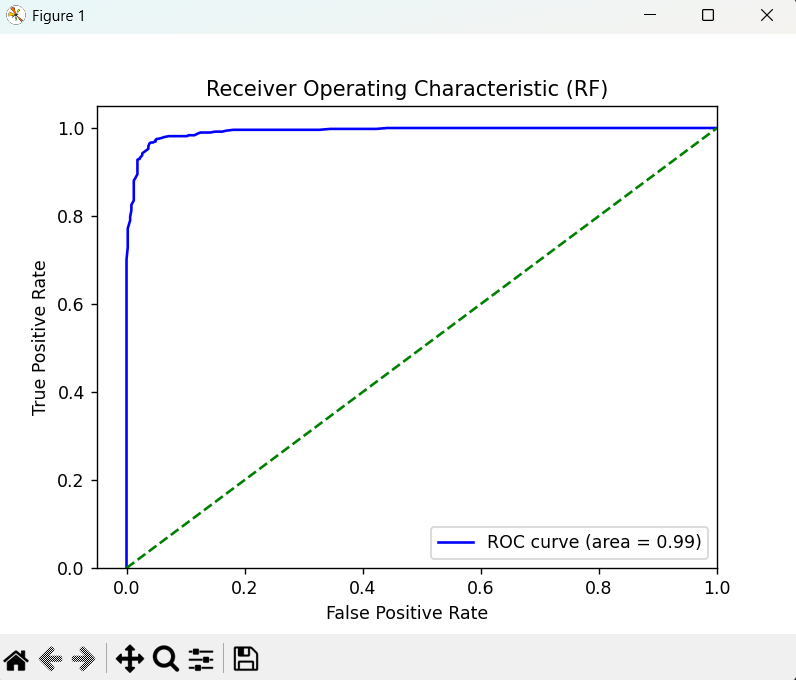 Figure 1
Receiver Operating Characteristic (RF)
1.0
0.8
0.6
0.4
0.2
0.0
True Positive Rate
ROC curve (area = 0.99)
0.0 0.2 0.4 0.6 0.8 1.0
False Positive Rate